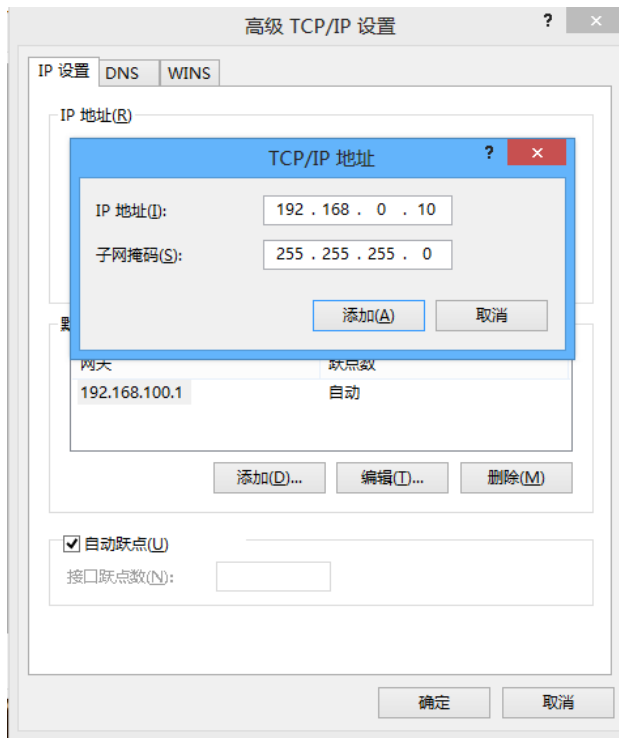 高级 TCP/IP 设置
IP 设置 DNS WINS
IP 地址(R)
TCP/IP 地址
IP 地址(I): 192 . 168 . 0 . 10
子网掩码(S): 255 . 255 . 255 . 0
添加(A) 取消
网关 跃点数
192.168.100.1 自动
添加(D)... 编辑(T)... 删除(M)
自动跃点(U)
接口跃点数(N):
确定 取消